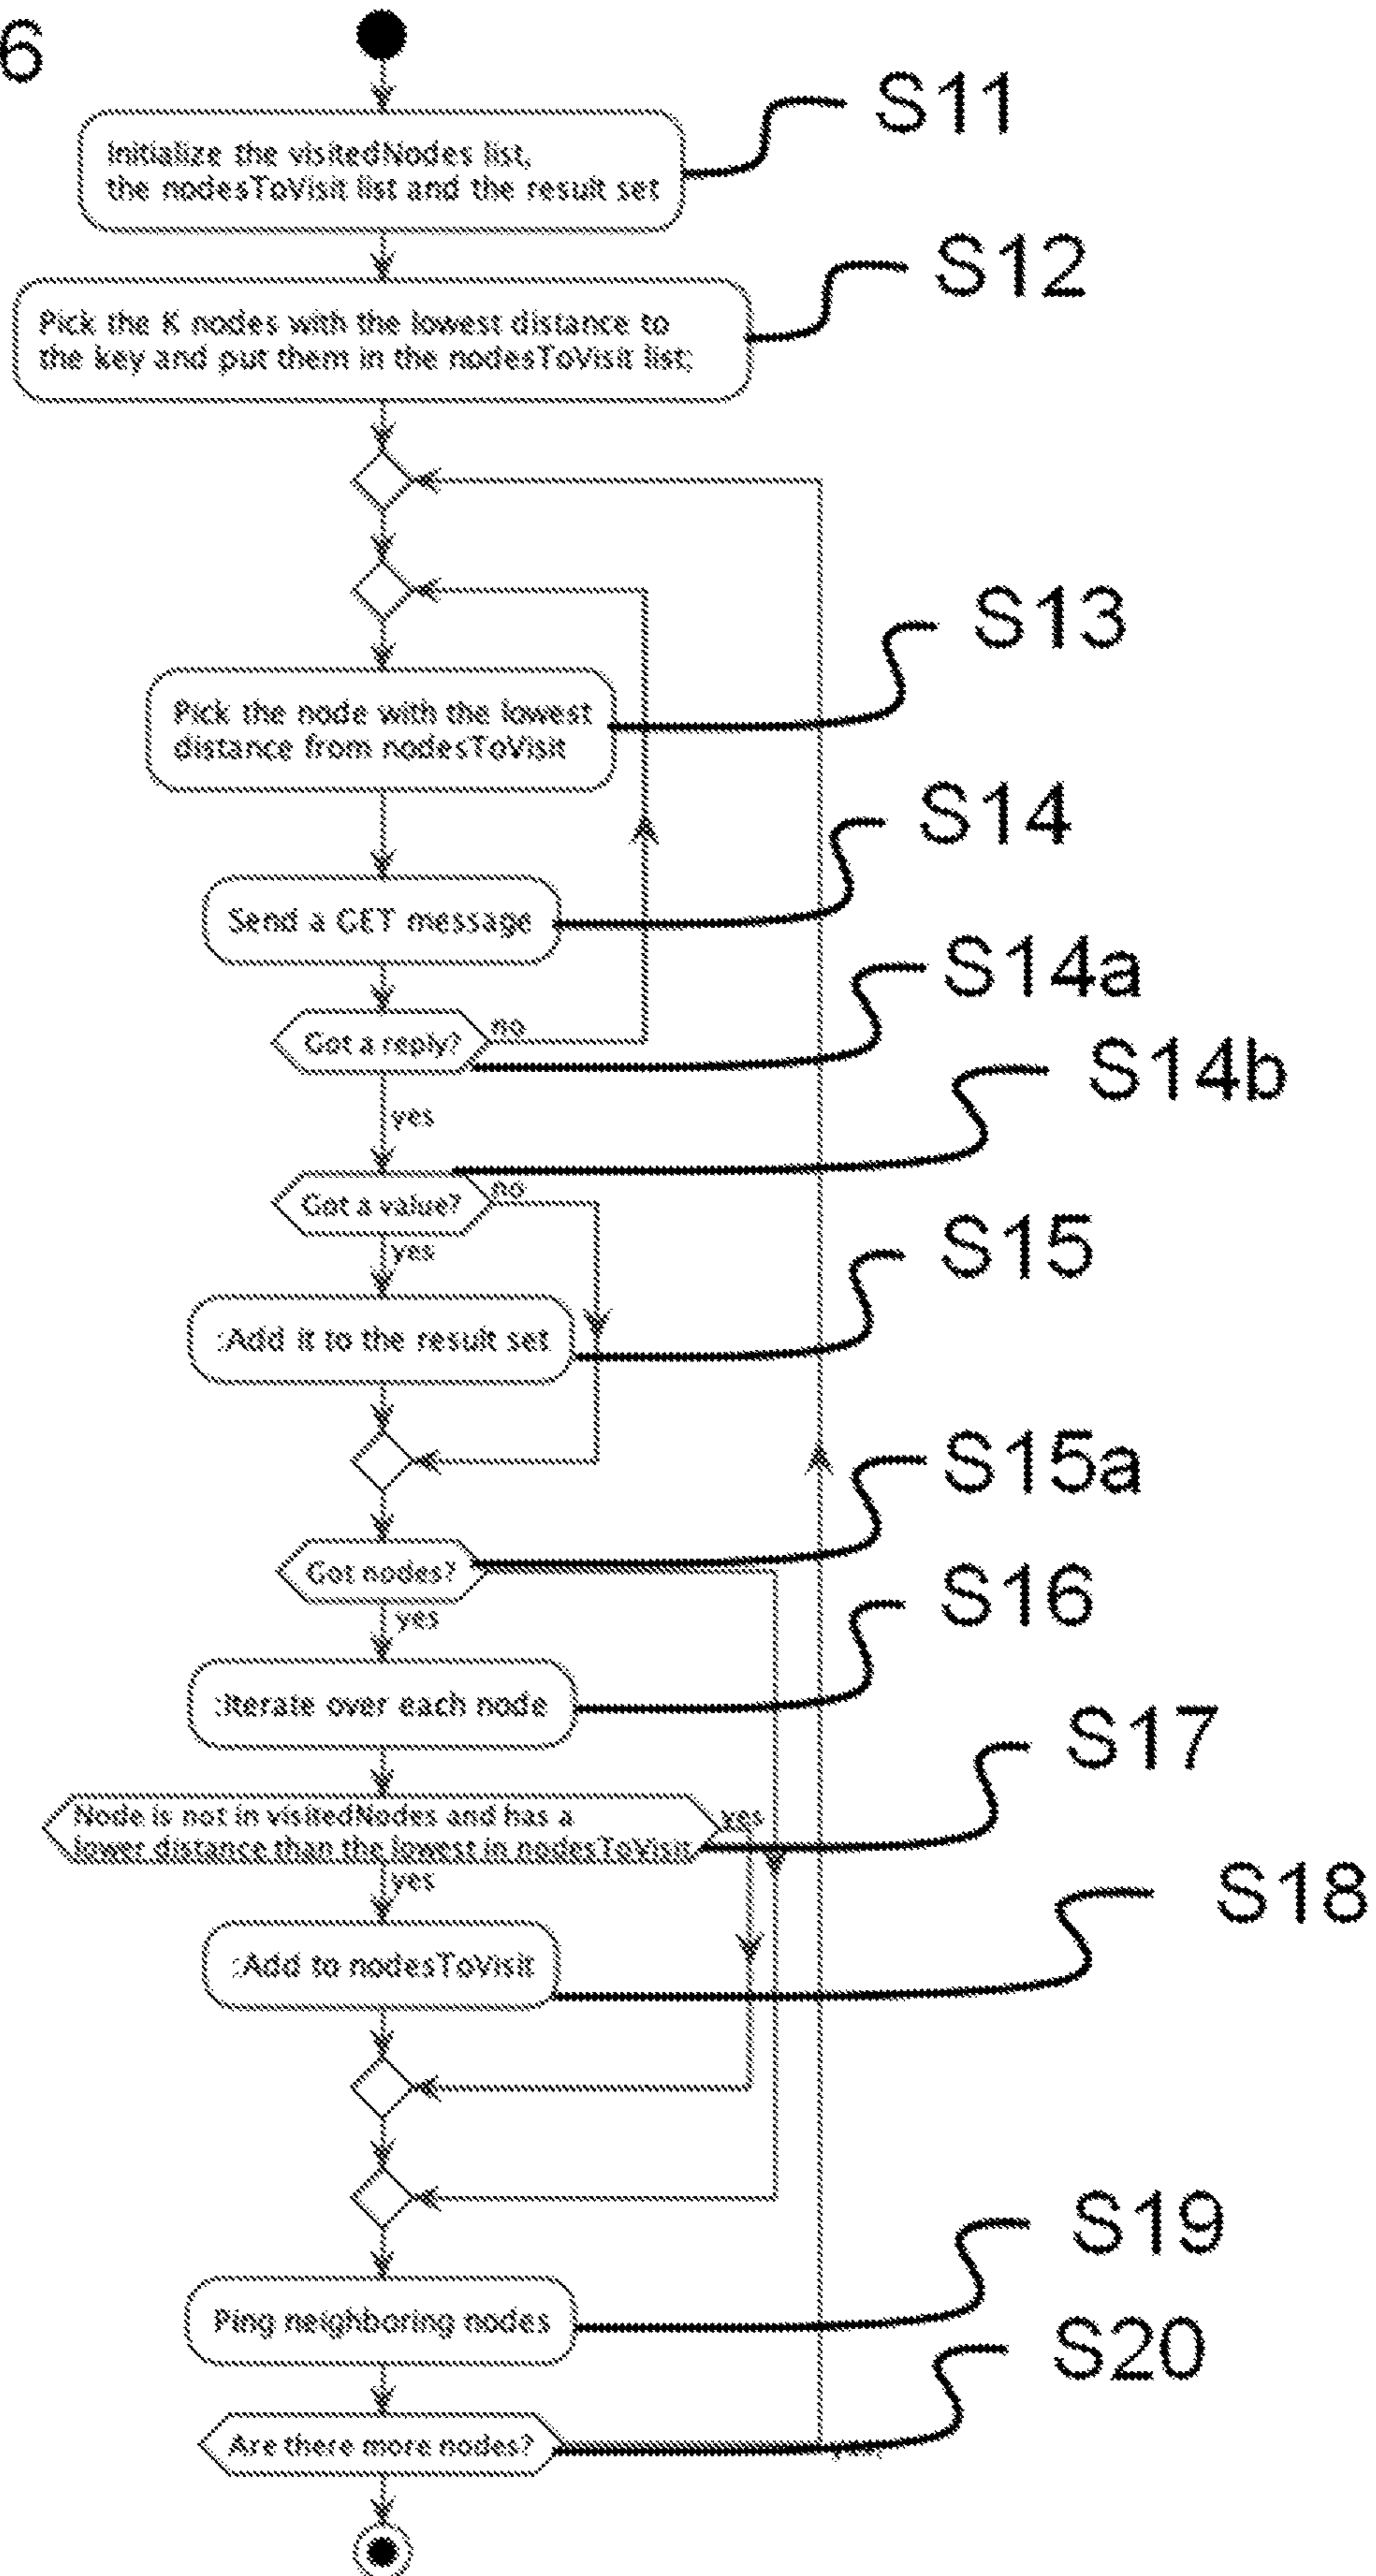 6
S11
Initialize the visitedNodes list,
the nodesToVisit list and the result set
S12
Pick the K nodes with the lowest distance to
the key and put them in the nodesToVisit list;
S13
Pick the node with the lowest
distance from nodesToVisit
S14
Send a GET message
S14a
Got a reply?
no
S14b
yes
Got a value?
no
yes
S15
:Add it to the result set
S15a
Got nodes?
yes
S16
:Iterate over each node
S17
Node is not in visitedNodes and has a
lower distance than the lowest in nodesToVisit
yes
yes
S18
:Add to nodesToVisit
S19
Ping neighboring nodes
S20
Are there more nodes?